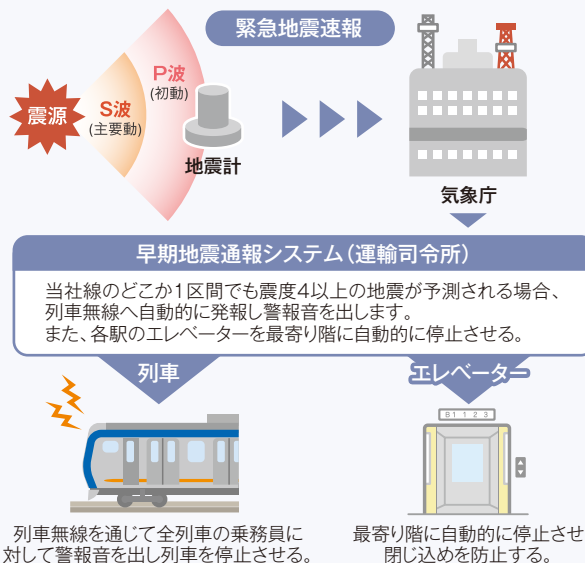 緊急地震速報
震源
S波
(主要動)
P波
(初動)
地震計
気象庁
早期地震通報システム(運輸司令所)
当社線のどこか1区間でも震度4以上の地震が予測される場合、
列車無線へ自動的に発報し警報音を出します。
また、各駅のエレベーターを最寄り階に自動的に停止させる。
列車
エレベーター
B1 1 2 3
列車無線を通じて全列車の乗務員に
対して警報音を出し列車を停止させる。
最寄り階に自動的に停止させ
閉じ込めを防止する。